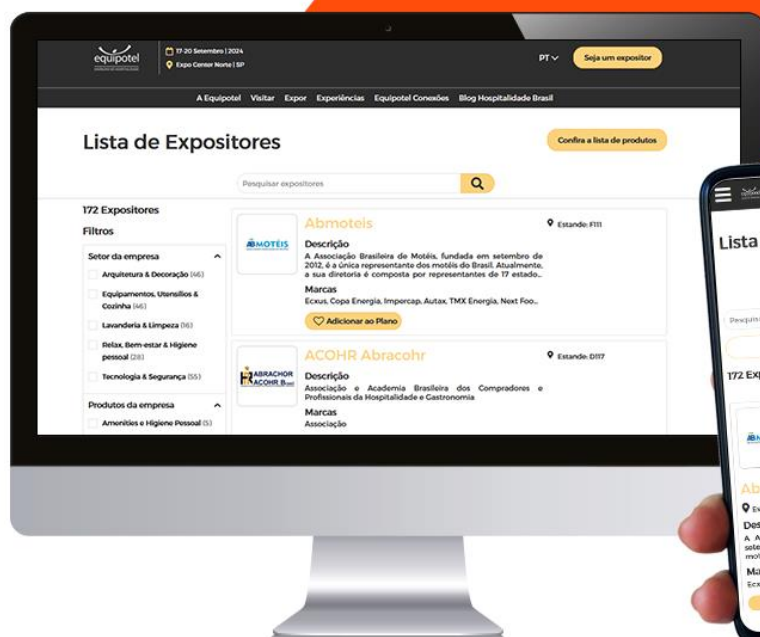 equipotel
17-20 Setembro | 2024
Expo Center Norte | SP
PT
Seja um expositor
A Equipotel Visitar Expor Experiências Equipotel Conexões Blog Hospitalidade Brasil
Lista de Expositores
Confira a lista de produtos
Pesquisar expositores
172 Expositores
Filtros
Setor da empresa
Arquitetura & Decoração (46)
Equipamentos, Utensílios &
Cozinha (46)
Lavanderia & Limpeza (16)
Relax, Bem-estar & Higiene
pessoal (28)
Tecnologia & Segurança (55)
Produtos da empresa
Amenities e Higiene Pessoal (5)
ABMOTÉIS
Abmoteis
Estande: F111
Descrição
A Associação Brasileira de Motéis, fundada em setembro de
2012, é a única representante dos motéis do Brasil. Atualmente,
a sua diretoria é composta por representantes de 17 estado...
Marcas
Ecxus, Copa Energia, Impercap, Autax, TMX Energia, Next Foo...
Adicionar ao Plano
ABRACHOR
ACOHR B
ACOHR Abracohr
Estande: D117
Descrição
Associação e Academia Brasileira dos Compradores e
Profissionais da Hospitalidade e Gastronomia
Marcas
Associação
Lista
172 Exp
Ab
Des
A A
Ma